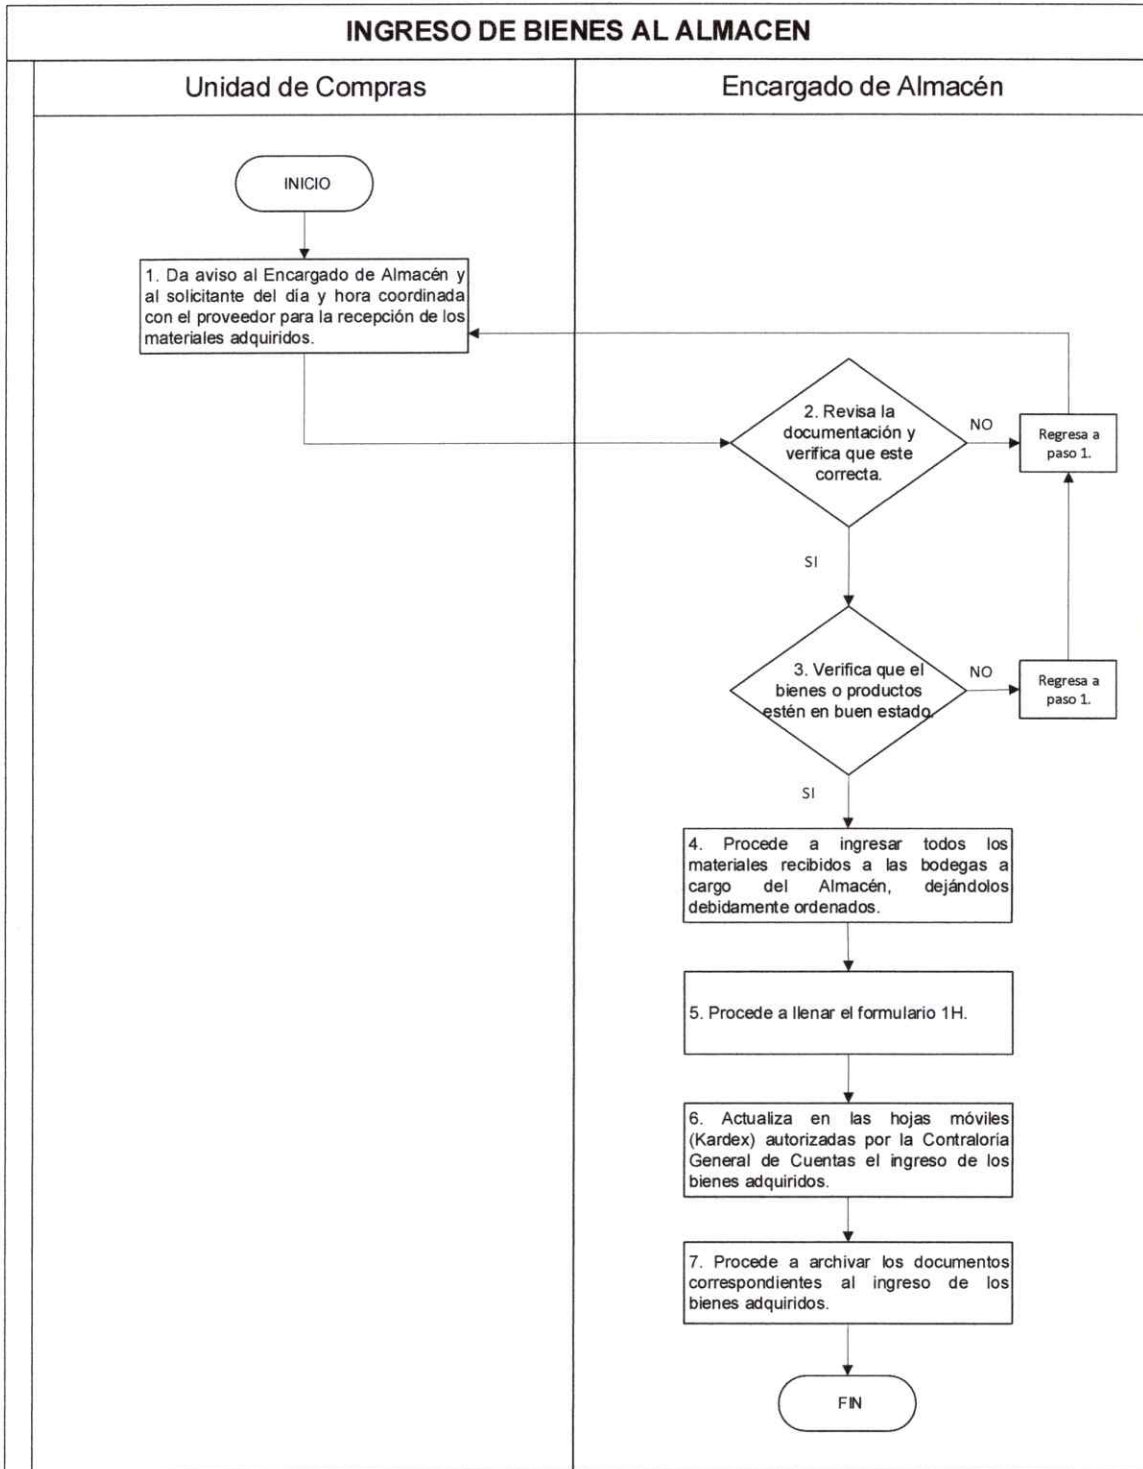 INGRESO DE BIENES AL ALMACEN
Unidad de Compras
Encargado de Almacén
INICIO
1. Da aviso al Encargado de Almacén y
al solicitante del día y hora coordinada
con el proveedor para la recepción de los
materiales adquiridos.
2. Revisa la
documentación y
verifica que este
correcta.
NO
Regresa a
paso 1.
SI
3. Verifica que el
bienes o productos
estén en buen estado.
NO
Regresa a
paso 1.
SI
4. Procede a ingresar todos los
materiales recibidos a las bodegas a
cargo del Almacén, dejándolos
debidamente ordenados.
5. Procede a llenar el formulario 1H.
6. Actualiza en las hojas móviles
(Kardex) autorizadas por la Contraloría
General de Cuentas el ingreso de los
bienes adquiridos.
7. Procede a archivar los documentos
correspondientes al ingreso de los
bienes adquiridos.
FIN